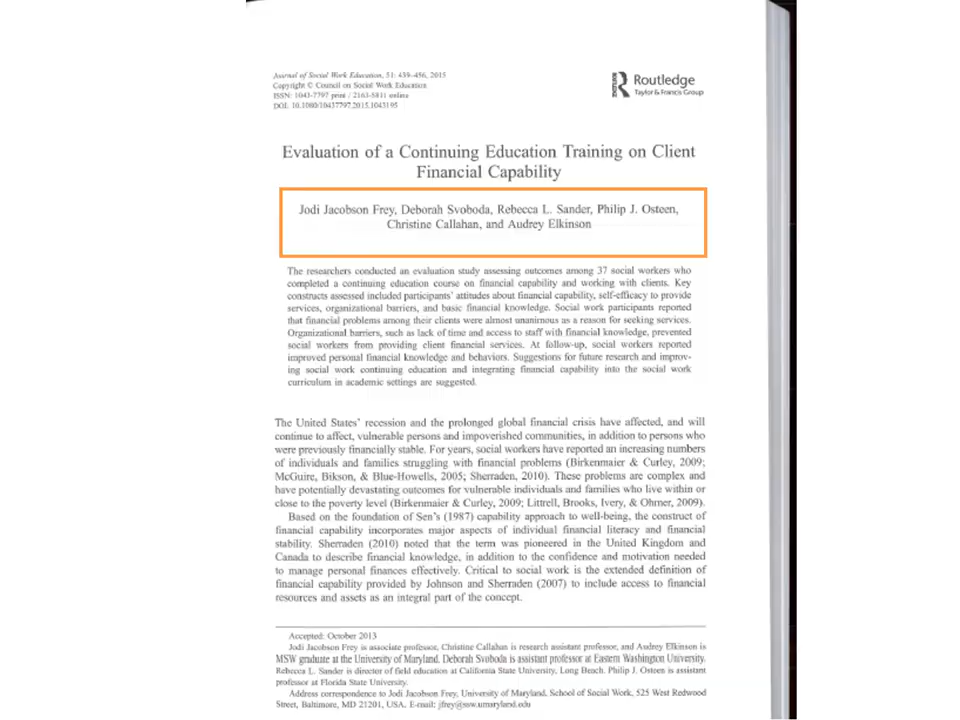 Journal of Social Work Education, 51: 439–456, 2015
Copyright © Council on Social Work Education
ISSN: 1043-7797 print / 2163-5811 online
DOI: 10.1080/10437797.2015.1043195
Routledge
Taylor & Francis Group
ROUTLEDGE
Evaluation of a Continuing Education Training on Client
Financial Capability
Jodi Jacobson Frey, Deborah Svoboda, Rebecca L. Sander, Philip J. Osteen,
Christine Callahan, and Audrey Elkinson
The researchers conducted an evaluation study assessing outcomes among 37 social workers who
completed a continuing education course on financial capability and working with clients. Key
constructs assessed included participants' attitudes about financial capability, self-efficacy to provide
services, organizational barriers, and basic financial knowledge. Social work participants reported
that financial problems among their clients were almost unanimous as a reason for seeking services.
Organizational barriers, such as lack of time and access to staff with financial knowledge, prevented
social workers from providing client financial services. At follow-up, social workers reported
improved personal financial knowledge and behaviors. Suggestions for future research and improv-
ing social work continuing education and integrating financial capability into the social work
curriculum in academic settings are suggested.
The United States' recession and the prolonged global financial crisis have affected, and will
continue to affect, vulnerable persons and impoverished communities, in addition to persons who
were previously financially stable. For years, social workers have reported an increasing numbers
of individuals and families struggling with financial problems (Birkenmaier & Curley, 2009;
McGuire, Bikson, & Blue-Howells, 2005; Sherraden, 2010). These problems are complex and
have potentially devastating outcomes for vulnerable individuals and families who live within or
close to the poverty level (Birkenmaier & Curley, 2009; Littrell, Brooks, Ivery, & Ohmer, 2009).
Based on the foundation of Sen's (1987) capability approach to well-being, the construct of
financial capability incorporates major aspects of individual financial literacy and financial
stability. Sherraden (2010) noted that the term was pioneered in the United Kingdom and
Canada to describe financial knowledge, in addition to the confidence and motivation needed
to manage personal finances effectively. Critical to social work is the extended definition of
financial capability provided by Johnson and Sherraden (2007) to include access to financial
resources and assets as an integral part of the concept.
Accepted: October 2013
Jodi Jacobson Frey is associate professor, Christine Callahan is research assistant professor, and Audrey Elkinson is
MSW graduate at the University of Maryland. Deborah Svoboda is assistant professor at Eastern Washington University.
Rebecca L. Sander is director of field education at California State University, Long Beach. Philip J. Osteen is assistant
professor at Florida State University.
Address correspondence to Jodi Jacobson Frey, University of Maryland, School of Social Work, 525 West Redwood
Street, Baltimore, MD 21201, USA. E-mail: jfrey@ssw.umaryland.edu